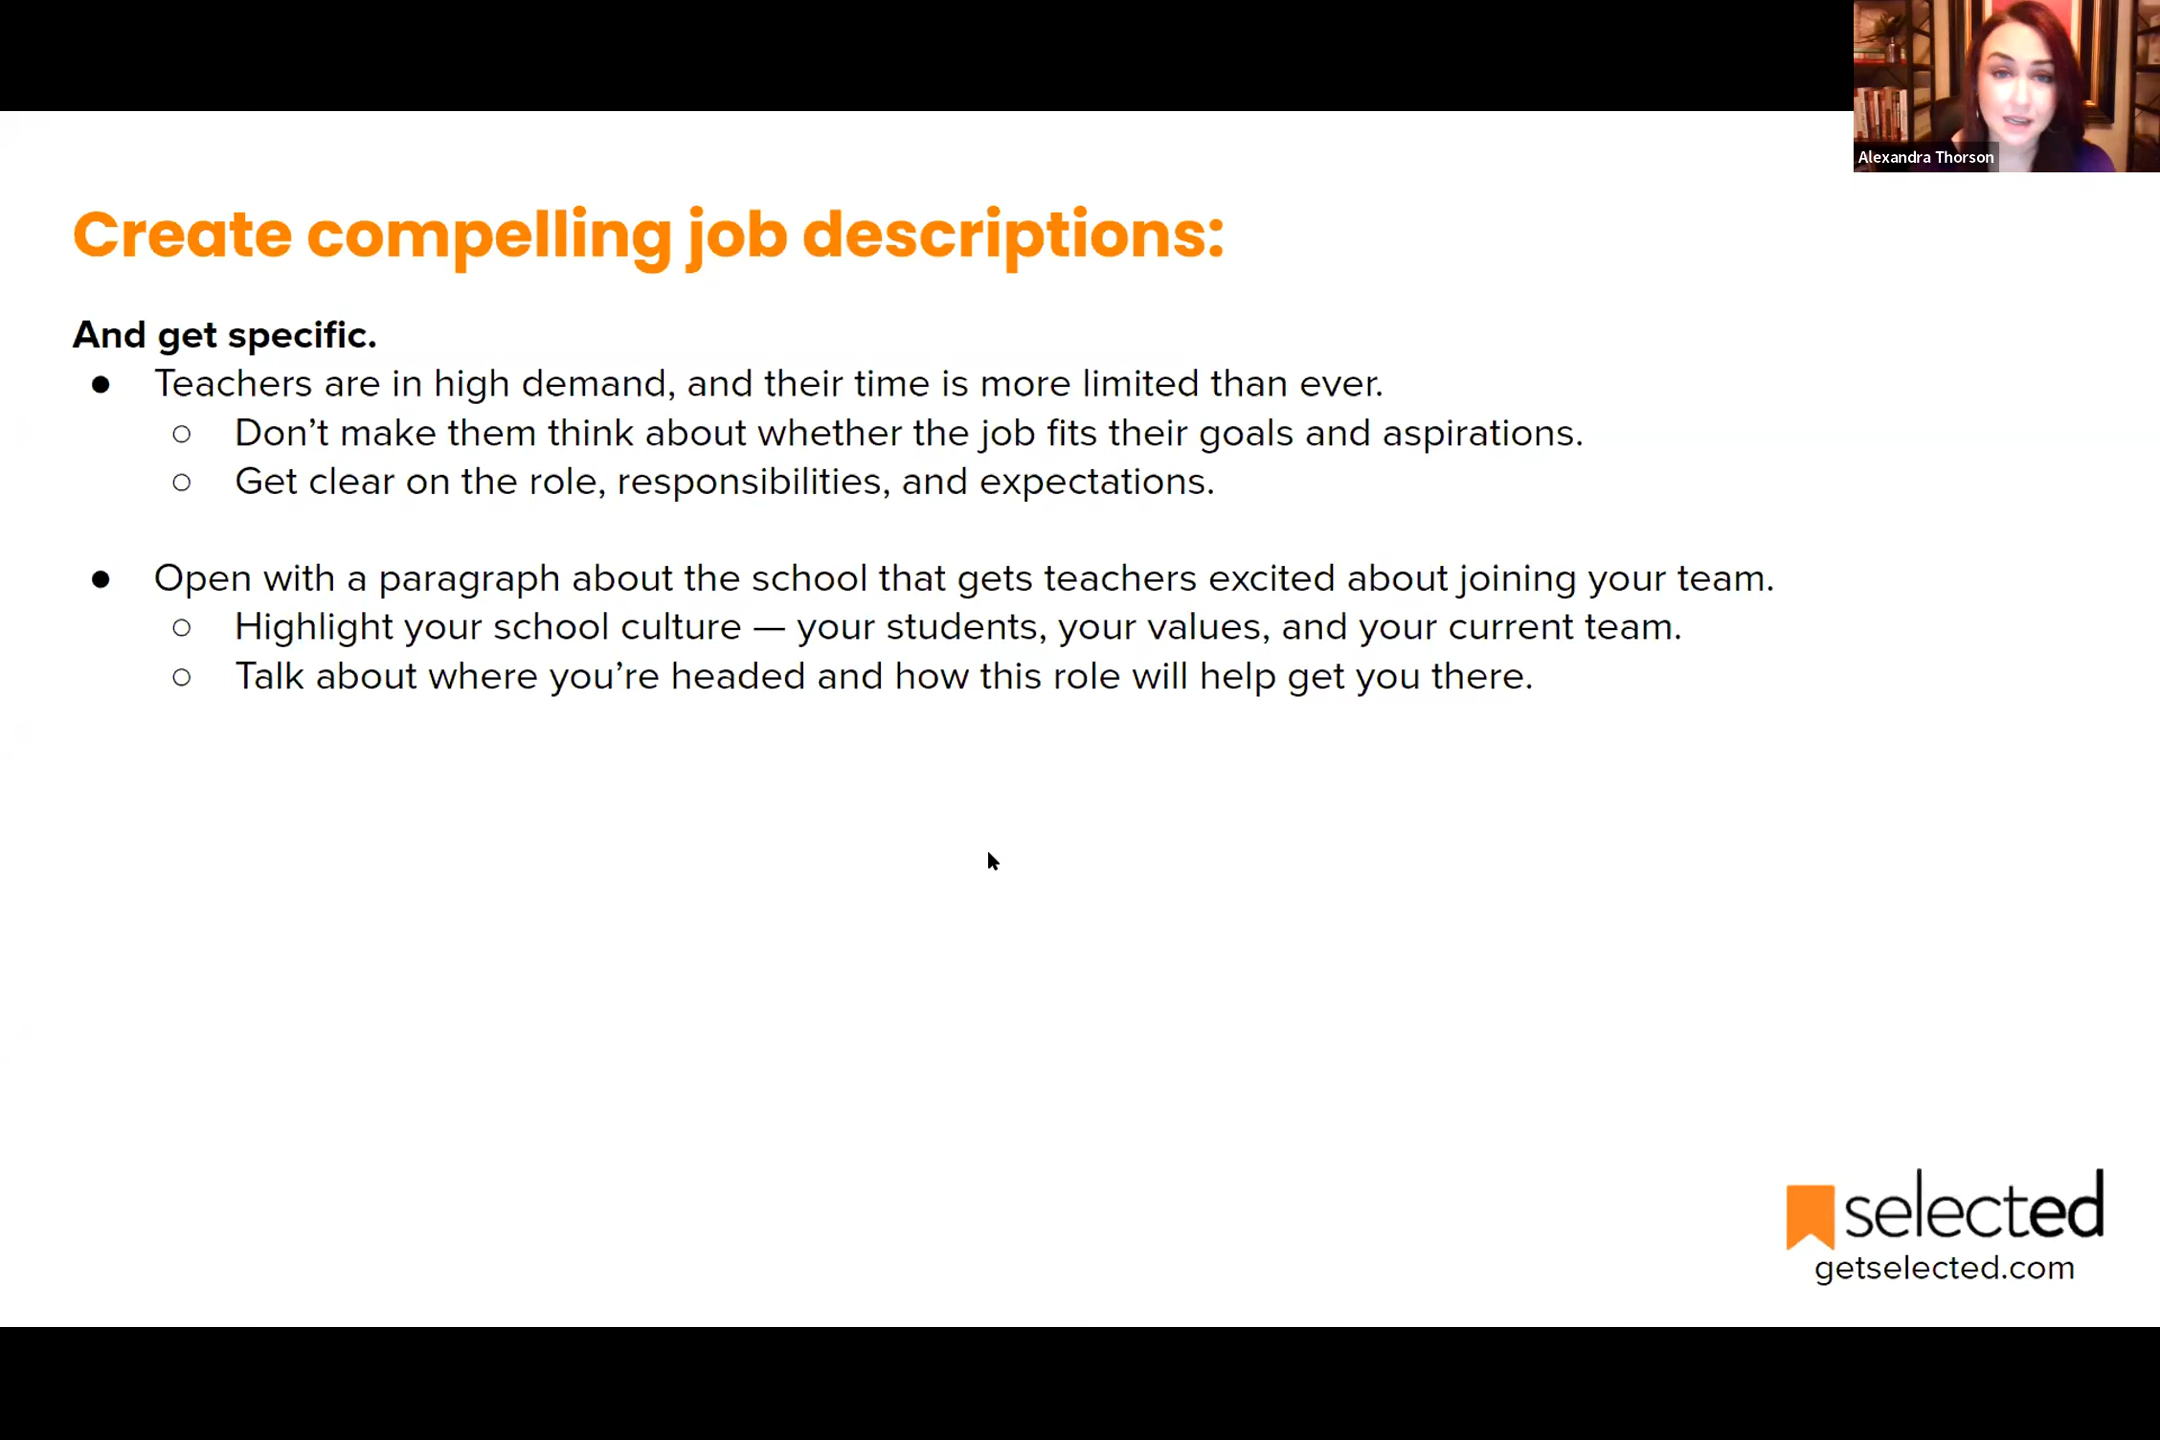 Alexandra Thorson
Create compelling job descriptions:
And get specific.
● Teachers are in high demand, and their time is more limited than ever.
○ Don’t make them think about whether the job fits their goals and aspirations.
○ Get clear on the role, responsibilities, and expectations.
● Open with a paragraph about the school that gets teachers excited about joining your team.
○ Highlight your school culture — your students, your values, and your current team.
○ Talk about where you’re headed and how this role will help get you there.
selected
getselected.com